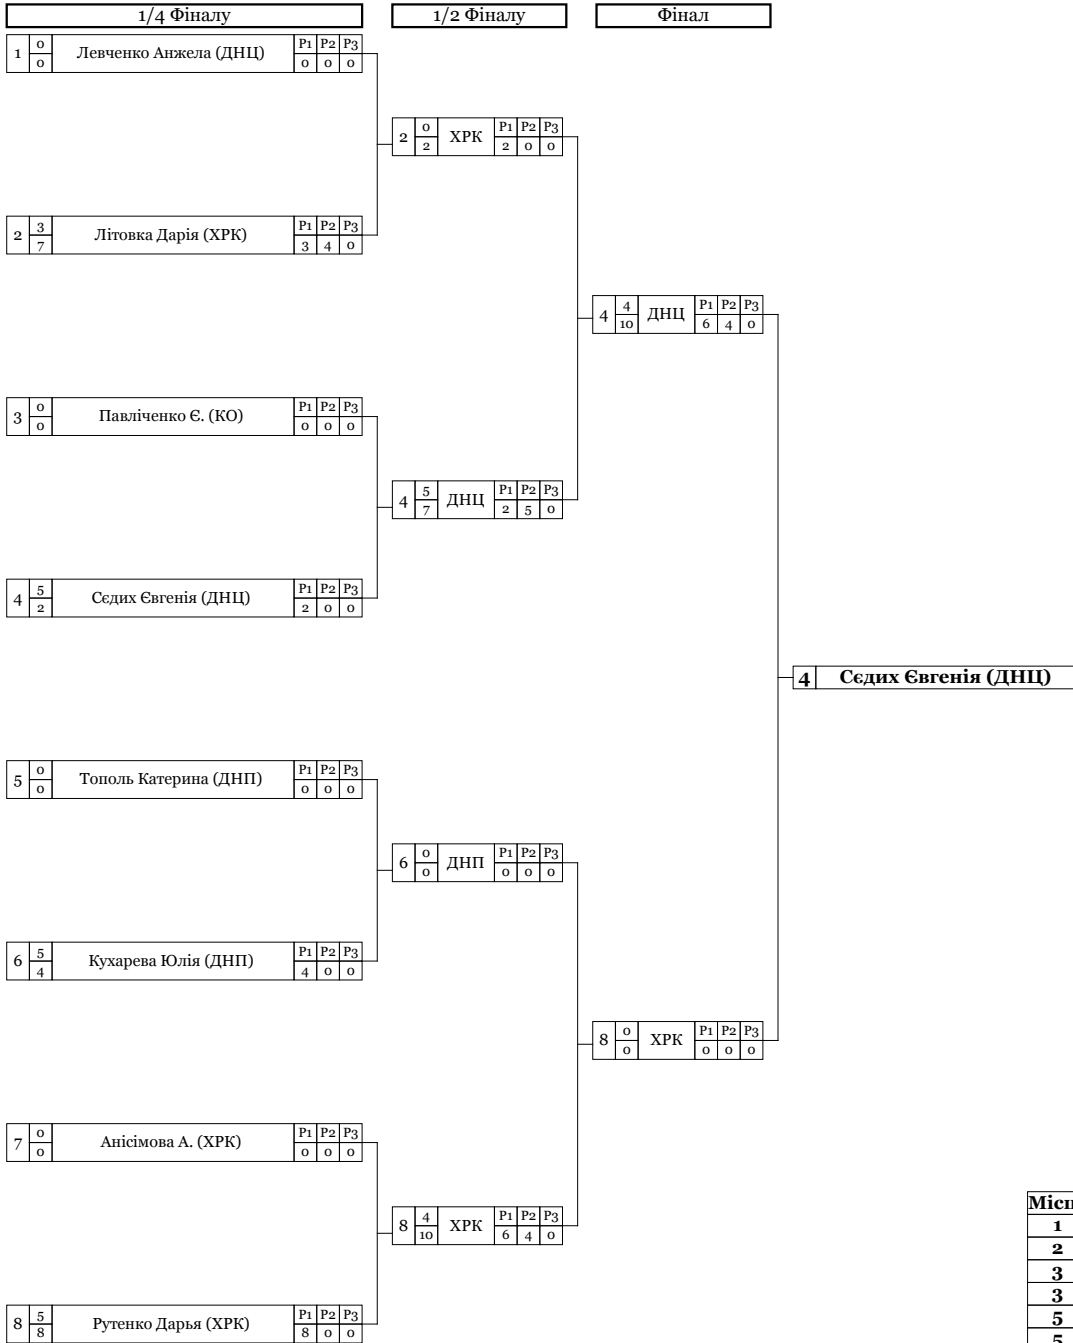 1/4 Фіналу 1/2 Фіналу Фінал
1 0 0 Левченко Анжела (ДНЦ) P1 P2 P3 0 0 0
2 0 2 ХРК P1 P2 P3 2 0 0
2 3 7 Літовка Дарія (ХРК) P1 P2 P3 3 4 0
4 4 10 ДНЦ P1 P2 P3 6 4 0
3 0 0 Павліченко Є. (КО) P1 P2 P3 0 0 0
4 5 7 ДНЦ P1 P2 P3 2 5 0
4 5 2 Сєдих Євгенія (ДНЦ) P1 P2 P3 2 0 0
4 Сєдих Євгенія (ДНЦ)
5 0 0 Тополь Катерина (ДНП) P1 P2 P3 0 0 0
6 0 0 ДНП P1 P2 P3 0 0 0
6 5 4 Кухарева Юлія (ДНП) P1 P2 P3 4 0 0
8 0 0 ХРК P1 P2 P3 0 0 0
7 0 0 Анісімова А. (ХРК) P1 P2 P3 0 0 0
8 4 10 ХРК P1 P2 P3 6 4 0
8 5 8 Рутенко Дарья (ХРК) P1 P2 P3 8 0 0
1
2
3
3
5
5